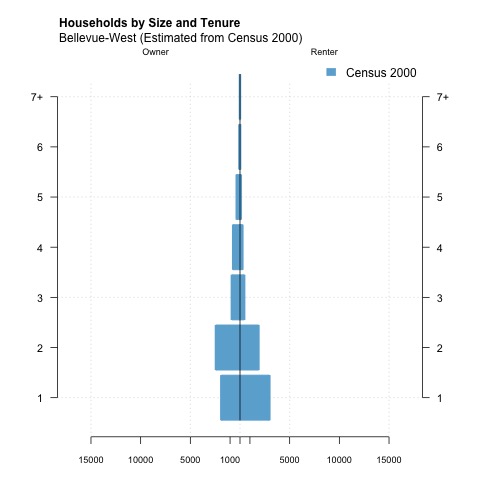 Households by Size and Tenure
Bellevue-West (Estimated from Census 2000)
Owner Renter
Census 2000
7+ 7+
6 6
5 5
4 4
3 3
2 2
1 1
15000 10000 5000 1000 5000 10000 15000